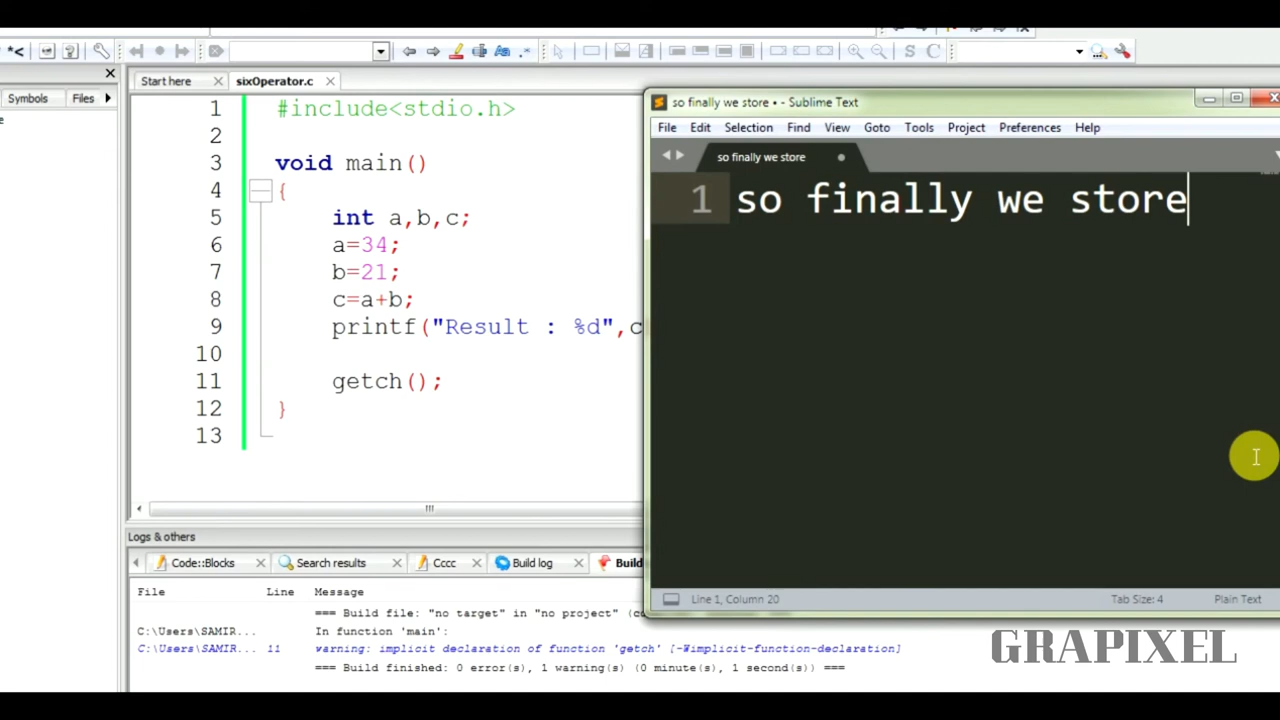 Start here
sixOperator.c
Symbols
Files
1 #include<stdio.h>
2
3 void main()
4 {
5 int a,b,c;
6 a=34;
7 b=21;
8 c=a+b;
9 printf("Result : %d",c
10
11 getch();
12 }
13
so finally we store • - Sublime Text
File Edit Selection Find View Goto Tools Project Preferences Help
so finally we store
1 so finally we store
Line 1, Column 20
Tab Size: 4
Plain Text
Logs & others
Code::Blocks
Search results
Cccc
Build log
Build
File Line Message
=== Build file: "no target" in "no project"
C:\Users\SAMIR... In function 'main':
C:\Users\SAMIR... 11 warning: implicit declaration of function 'getch' [-Wimplicit-function-declaration]
=== Build finished: 0 error(s), 1 warning(s) (0 minute(s), 1 second(s)) ===
GRAPIXEL